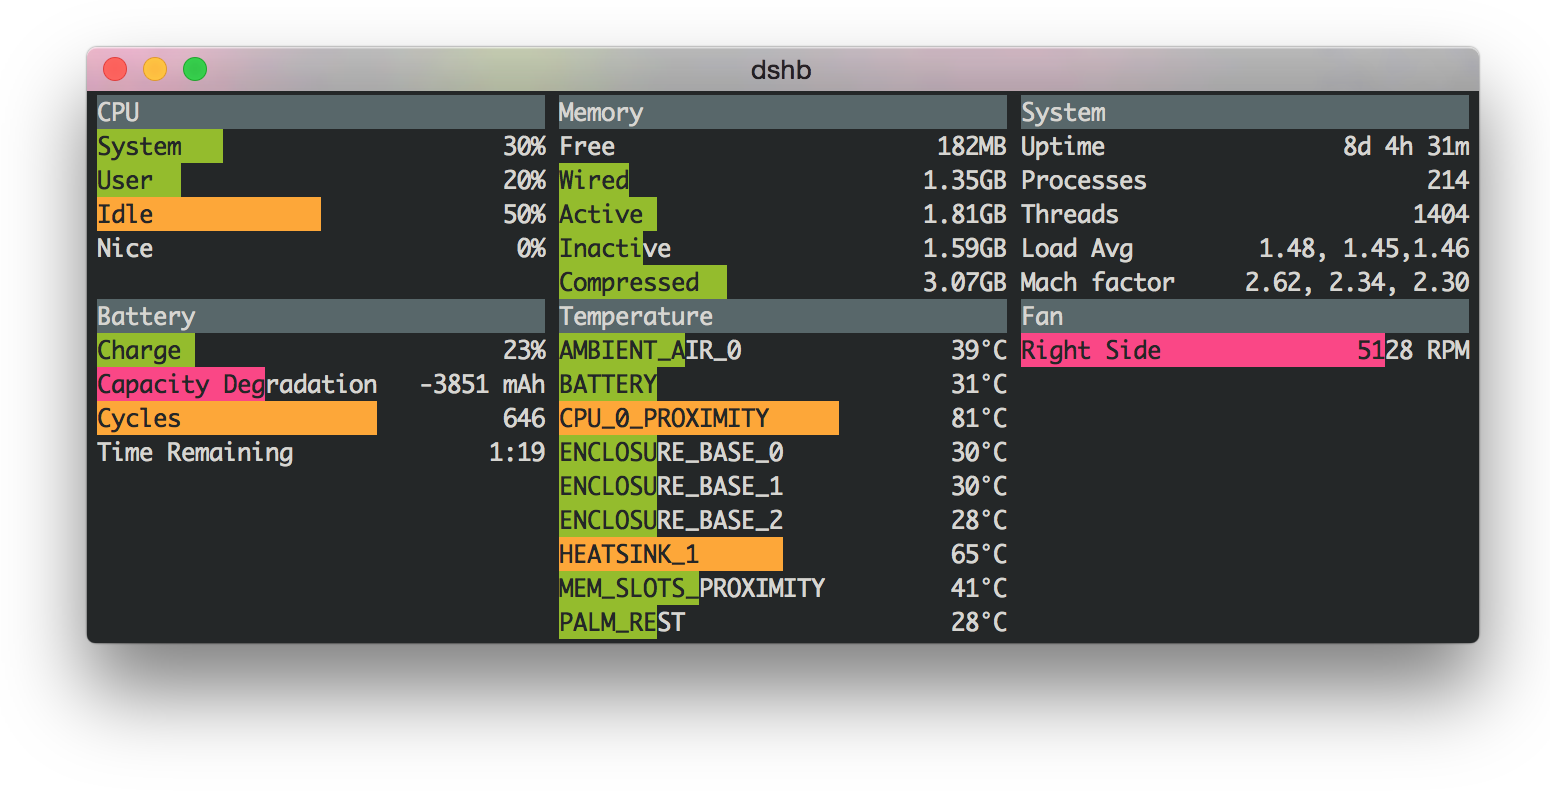 dshb
CPU
System 30%
User 20%
Idle 50%
Nice 0%
Battery
Charge 23%
Capacity Degradation -3851 mAh
Cycles 646
Time Remaining 1:19
Memory
Free 182MB
Wired 1.35GB
Active 1.81GB
Inactive 1.59GB
Compressed 3.07GB
Temperature
AMBIENT_AIR_0 39°C
BATTERY 31°C
CPU_0_PROXIMITY 81°C
ENCLOSURE_BASE_0 30°C
ENCLOSURE_BASE_1 30°C
ENCLOSURE_BASE_2 28°C
HEATSINK_1 65°C
MEM_SLOTS_PROXIMITY 41°C
PALM_REST 28°C
System
Uptime 8d 4h 31m
Processes 214
Threads 1404
Load Avg 1.48, 1.45,1.46
Mach factor 2.62, 2.34, 2.30
Fan
Right Side 5128 RPM